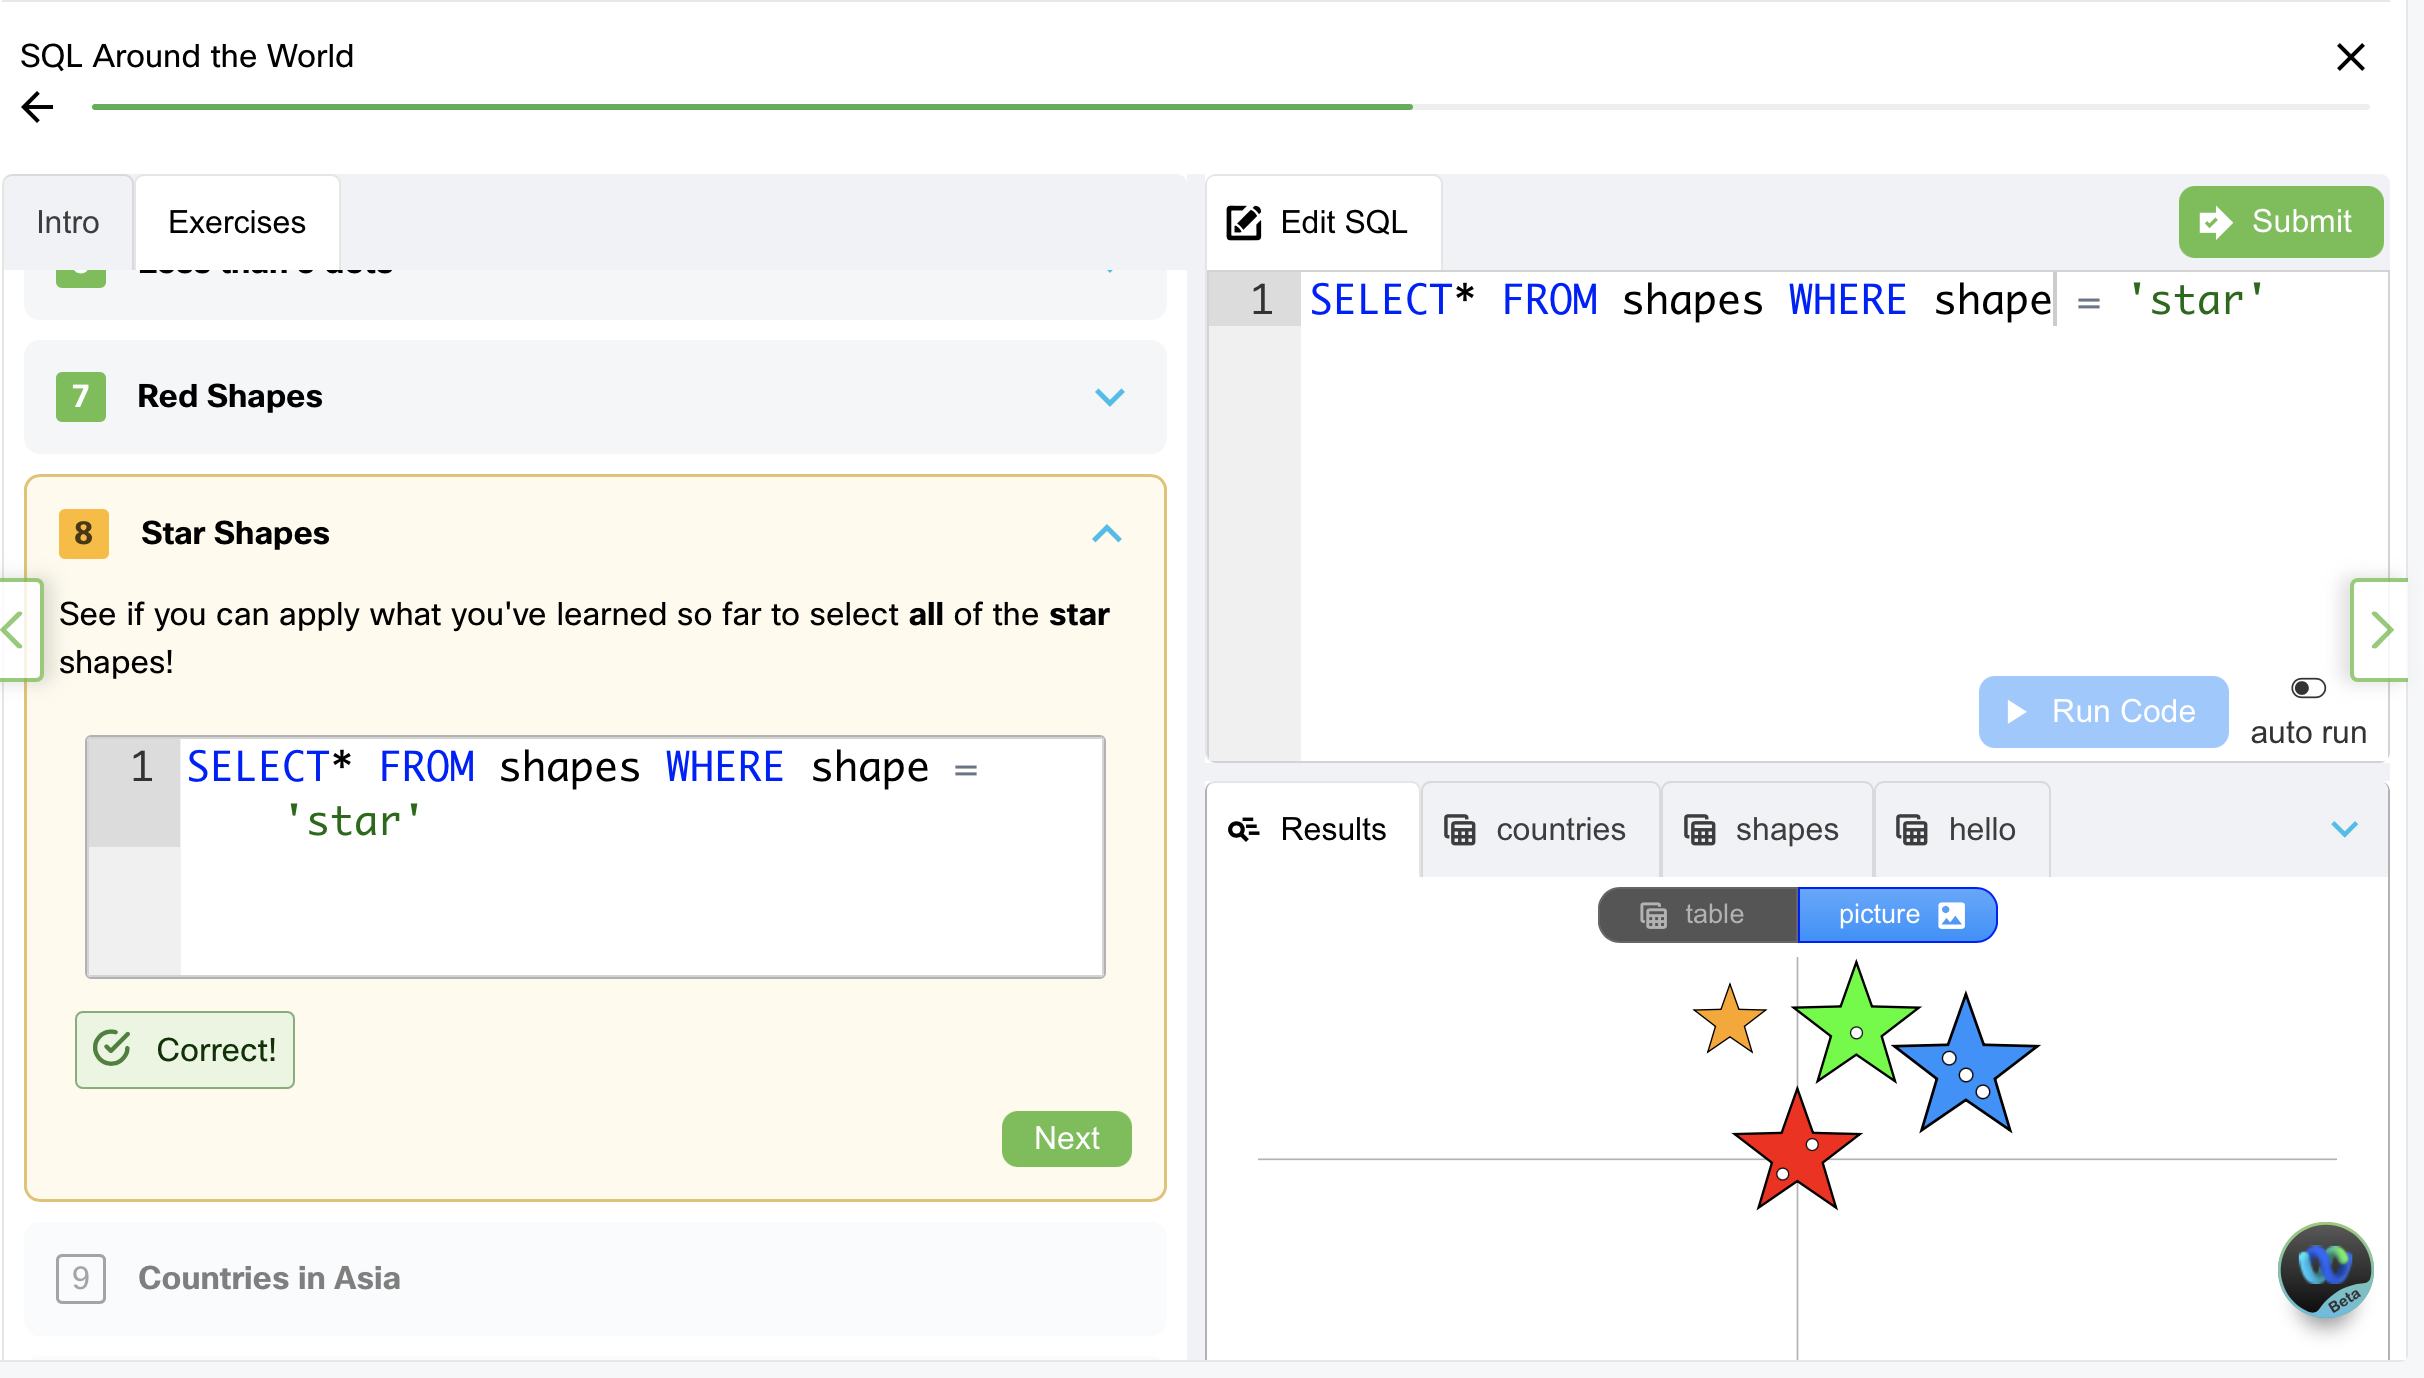 SQL Around the World
Intro
Exercises
7
Red Shapes
8
Star Shapes
See if you can apply what you've learned so far to select all of the star
shapes!
1 SELECT* FROM shapes WHERE shape =
'star'
Correct!
Next
9
Countries in Asia
Edit SQL
Submit
1 SELECT* FROM shapes WHERE shape = 'star'
Run Code
auto run
Results
countries
shapes
hello
table
picture
Beta